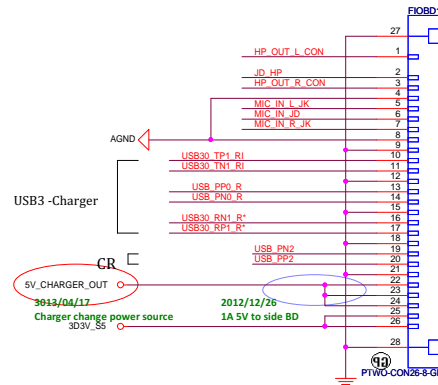 FIOBD1
27
HP_OUT_L_CON 1
JD_HP 2
HP_OUT_R_CON 3
4
MIC_IN_L_JK 5
MIC_IN_JD 6
MIC_IN_R_JK 7
AGND 8
9
USB30_TP1_RI 10
USB30_TN1_RI 11
12
USB_PP0_R 13
USB3 -Charger
USB_PN0_R 14
15
USB30_RN1_R* 16
USB30_RP1_R* 17
18
USB_PN2 19
CR
USB_PP2 20
21
5V_CHARGER_OUT 22
23
3013/04/17 2012/12/26 24
Charger change power source 1A 5V to side BD 25
3D3V_S5 26
28
PTWO-CON26-8-G